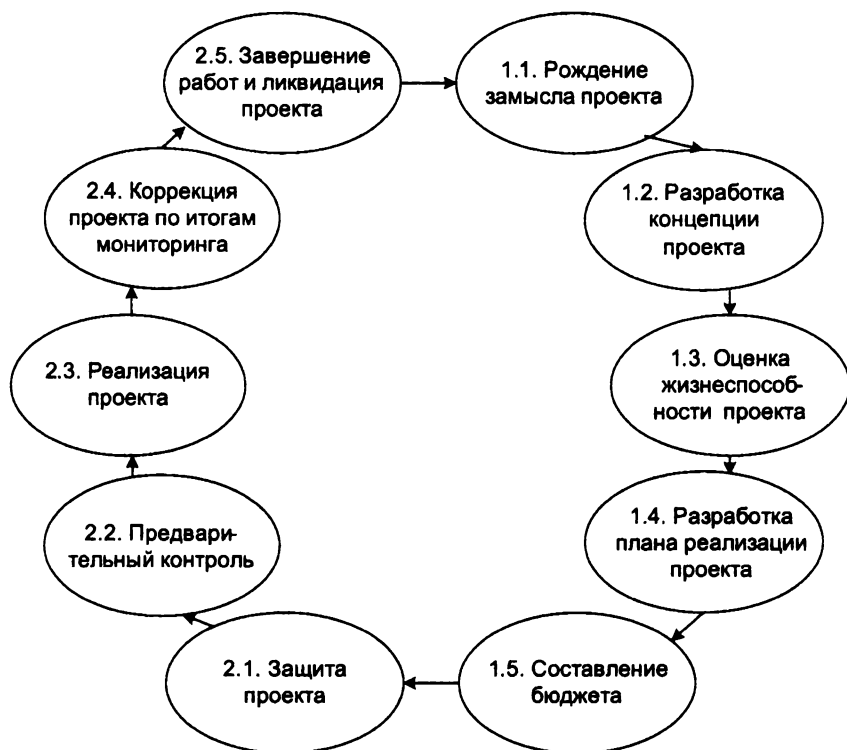 2.5. Завершение
работ и ликвидация
проекта
1.1. Рождение
замысла проекта
2.4. Коррекция
проекта по итогам
мониторинга
1.2. Разработка
концепции
проекта
2.3. Реализация
проекта
1.3. Оценка
жизнеспособ-
ности проекта
2.2. Предвари-
тельный контроль
1.4. Разработка
плана реализации
проекта
2.1. Защита
проекта
1.5. Составление
бюджета